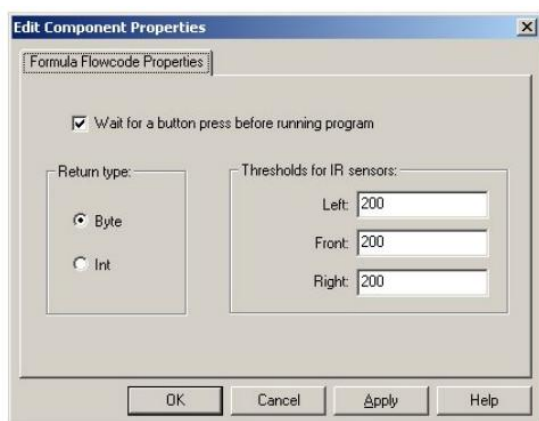 Edit Component Properties
Formula Flowcode Properties
Wait for a button press before running program
Return type:
Byte
Int
Thresholds for IR sensors:
Left: 200
Front: 200
Right: 200
OK Cancel Apply Help